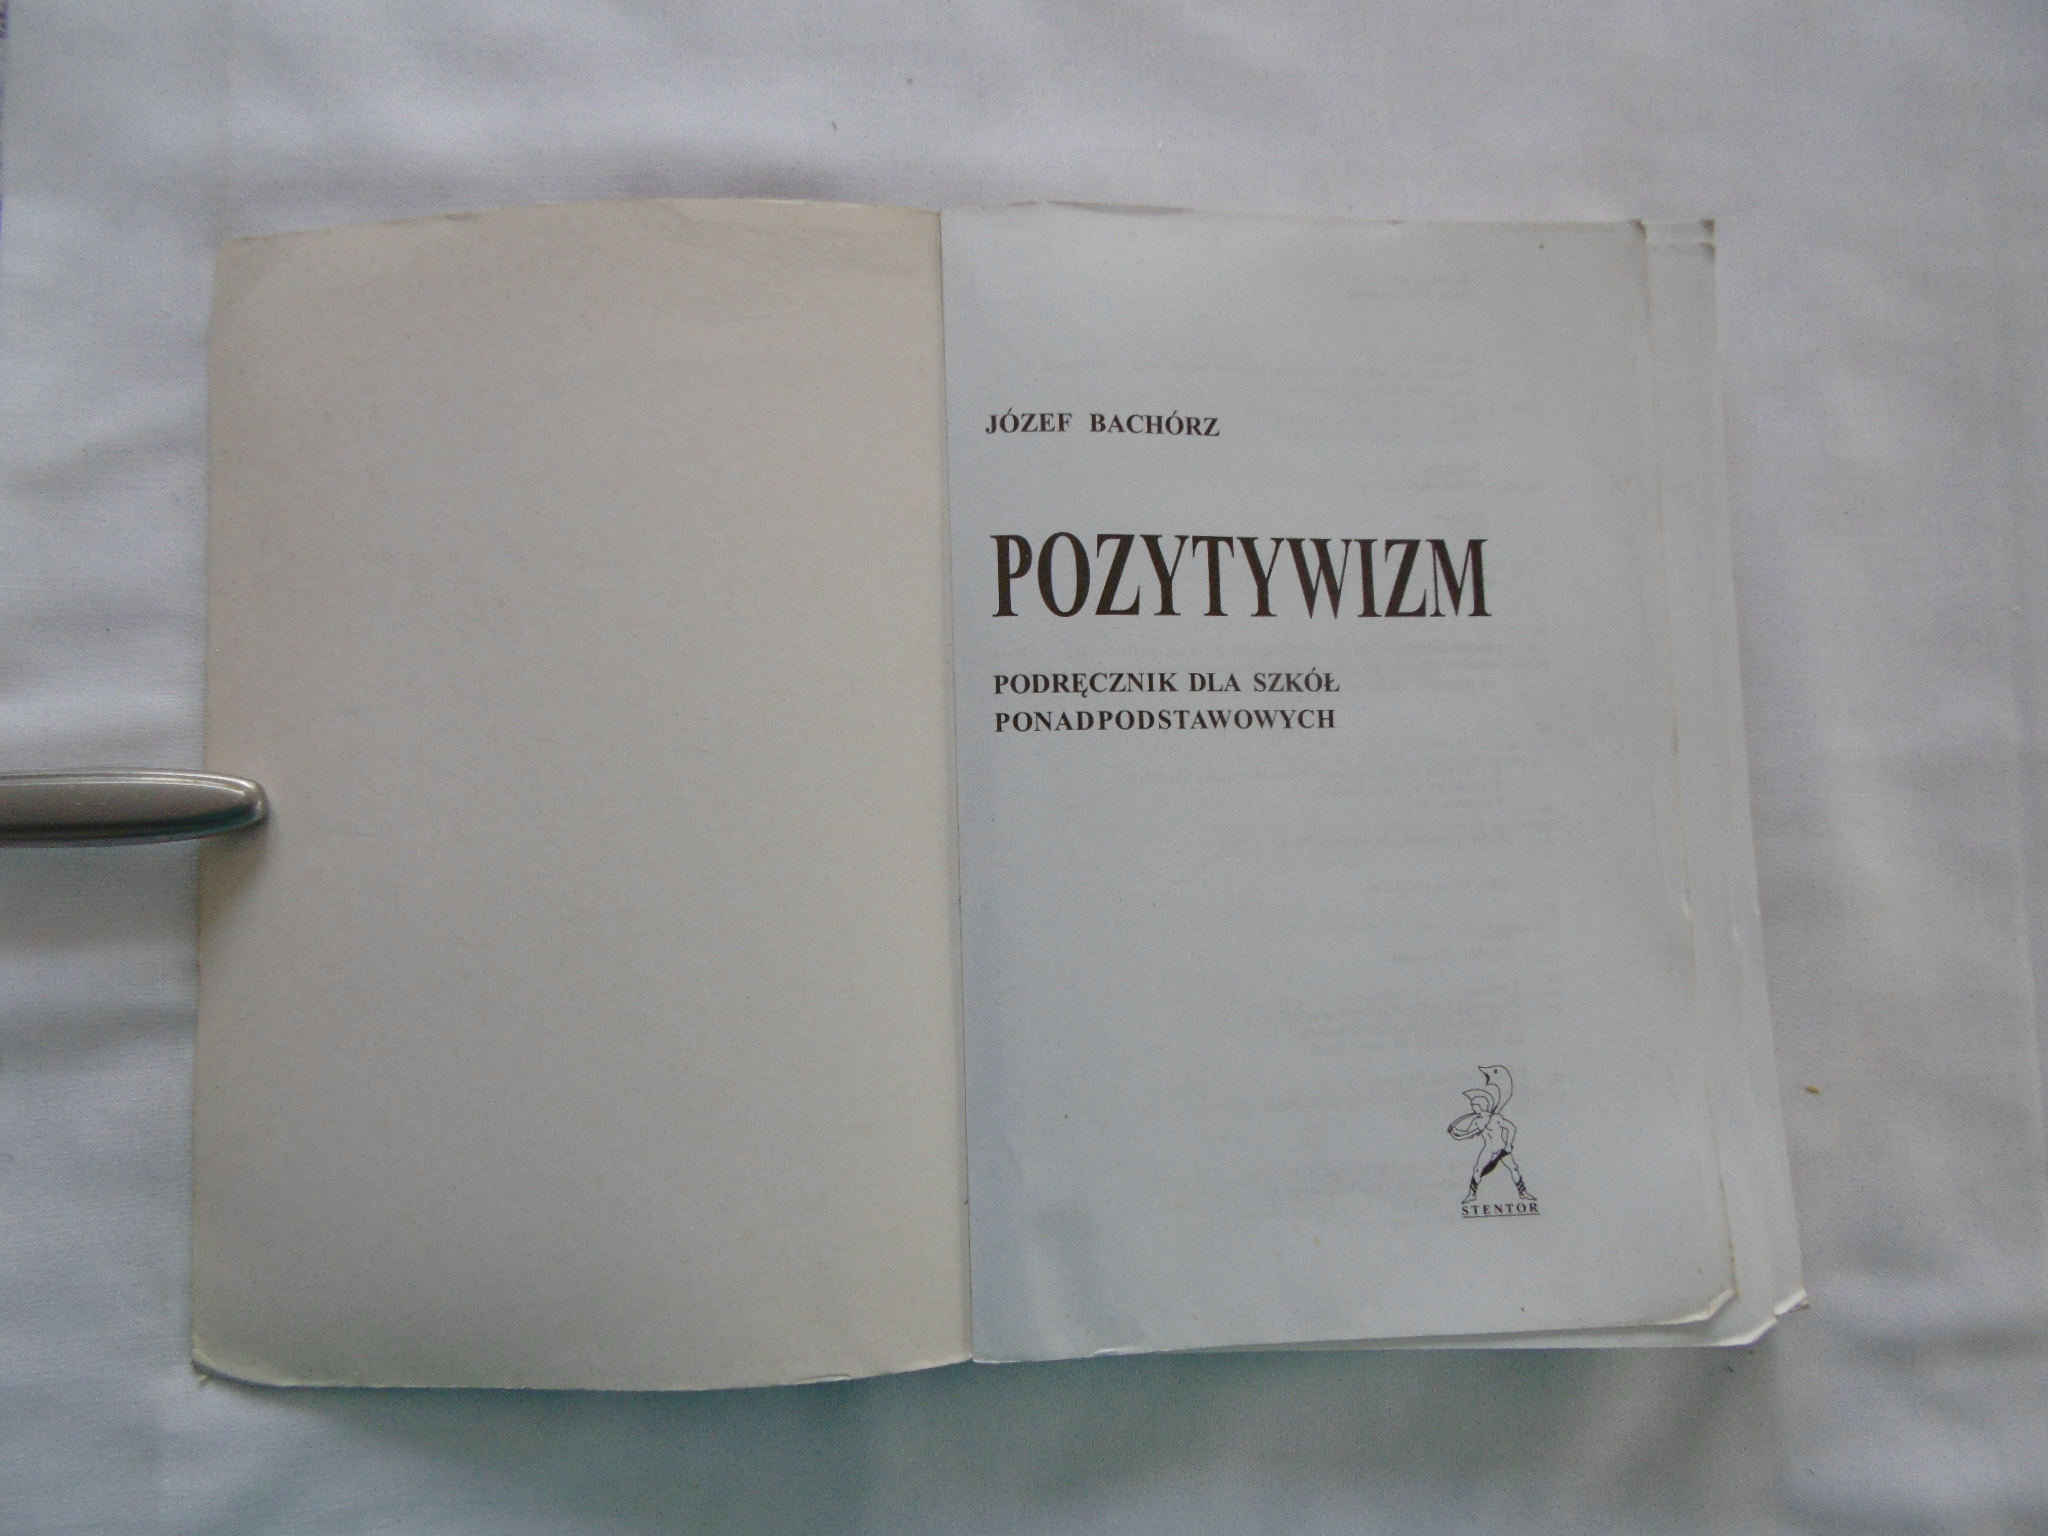 JÓZEF BACHÓRZ
POZYTYWIZM
PODRĘCZNIK DLA SZKÓŁ
PONADPODSTAWOWYCH
STENTOR